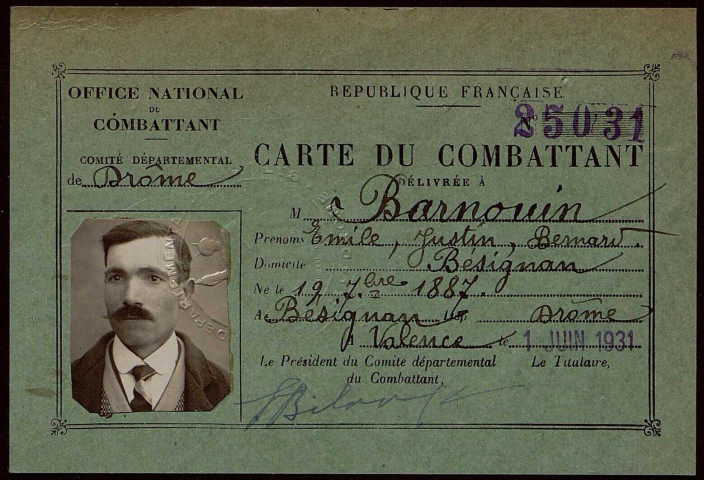 OFFICE NATIONAL
DU
COMBATTANT
COMITÉ DÉPARTEMENTAL
de Drôme
RÉPUBLIQUE FRANÇAISE
N° 25031
CARTE DU COMBATTANT
DÉLIVRÉE À
M Barnouin
Prénoms Emile, Justin, Bernard.
Domicile Bésignan
Né le 19 7bre 1887.
A Bésignan Drôme
A Valence le 1 JUIN 1931
Le Président du Comité départemental
du Combattant,
Le Titulaire,